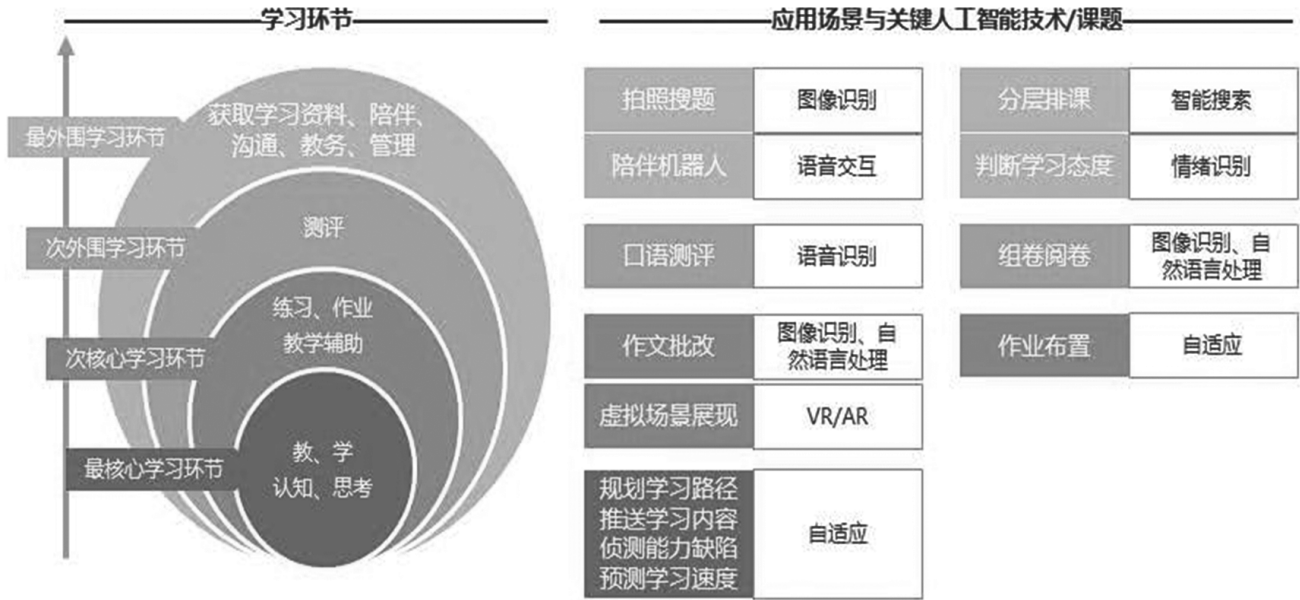 学习环节
应用场景与关键人工智能技术/课题
最外围学习环节
获取学习资料、陪伴、
沟通、教务、管理
次外围学习环节
测评
次核心学习环节
练习、作业
教学辅助
最核心学习环节
教、学
认知、思考
拍照搜题
图像识别
分层排课
智能搜索
陪伴机器人
语音交互
判断学习态度
情绪识别
口语测评
语音识别
组卷阅卷
图像识别、自
然语言处理
作文批改
图像识别、自
然语言处理
作业布置
自适应
虚拟场景展现
VR/AR
规划学习路径
推送学习内容
侦测能力缺陷
预测学习速度
自适应